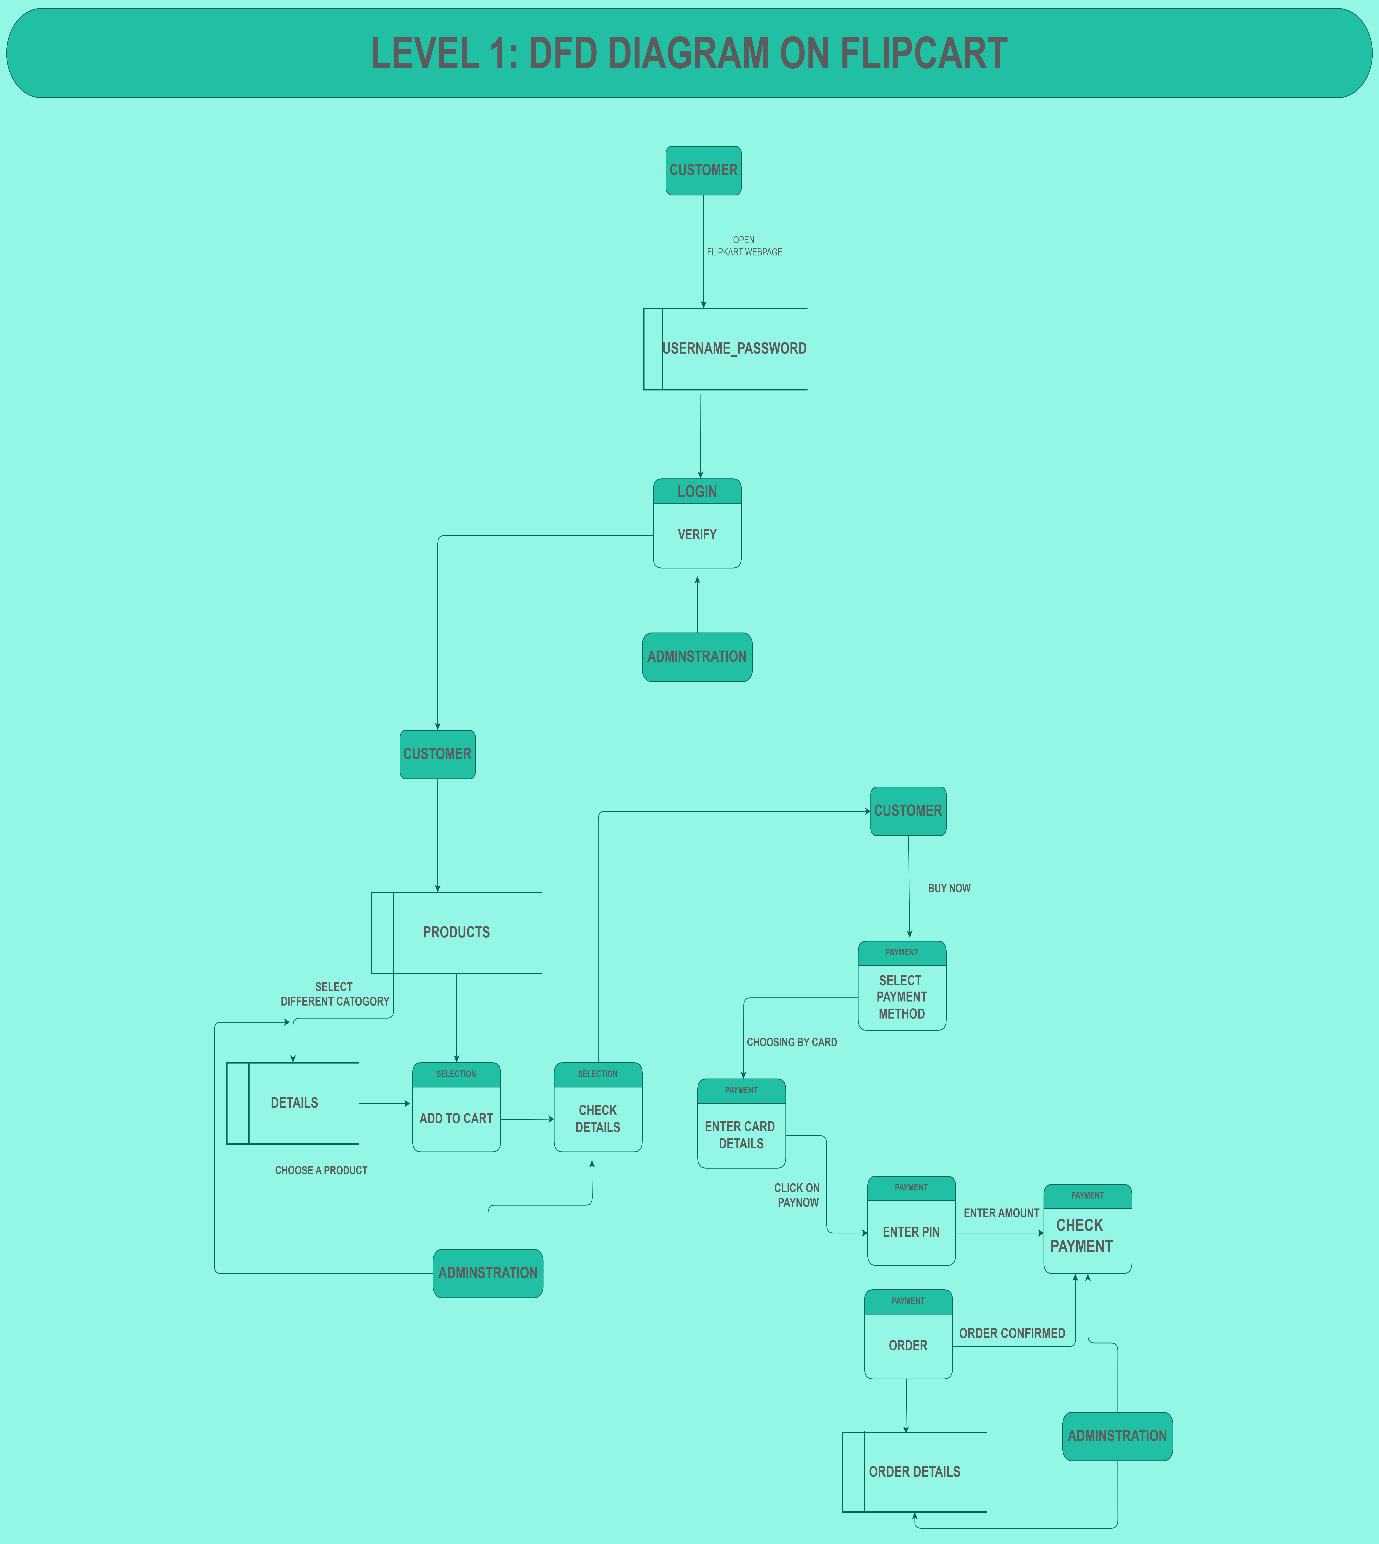 LEVEL 1: DFD DIAGRAM ON FLIPCART
CUSTOMER
OPEN
FLIPKART WEBPAGE
USERNAME_PASSWORD
LOGIN
VERIFY
ADMINSTRATION
CUSTOMER
CUSTOMER
BUY NOW
PRODUCTS
PAYMENT
SELECT
PAYMENT
METHOD
SELECT
DIFFERENT CATOGORY
CHOOSING BY CARD
DETAILS
SELECTION
ADD TO CART
SELECTION
CHECK
DETAILS
PAYMENT
ENTER CARD
DETAILS
CHOOSE A PRODUCT
CLICK ON
PAYNOW
PAYMENT
ENTER PIN
ENTER AMOUNT
PAYMENT
CHECK
PAYMENT
ADMINSTRATION
PAYMENT
ORDER
ORDER CONFIRMED
ADMINSTRATION
ORDER DETAILS